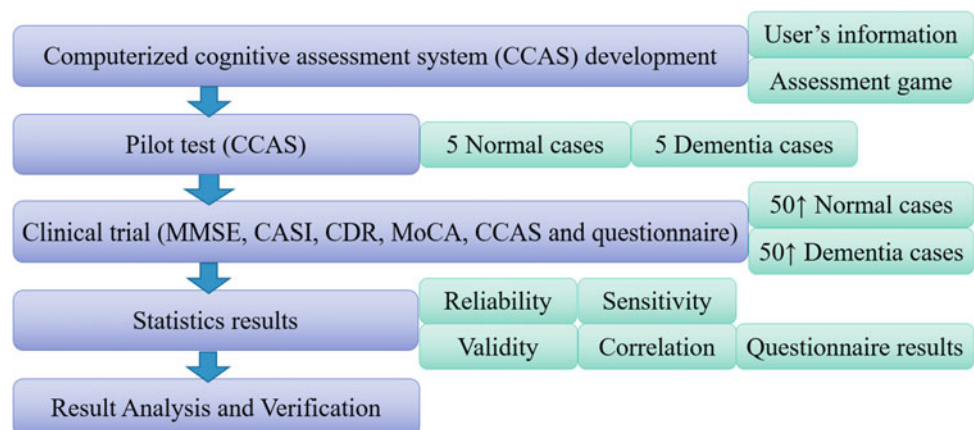 Computerized cognitive assessment system (CCAS) development
User's information
Assessment game
Pilot test (CCAS)
5 Normal cases
5 Dementia cases
Clinical trial (MMSE, CASI, CDR, MoCA, CCAS and questionnaire)
50↑ Normal cases
50↑ Dementia cases
Statistics results
Reliability
Sensitivity
Validity
Correlation
Questionnaire results
Result Analysis and Verification